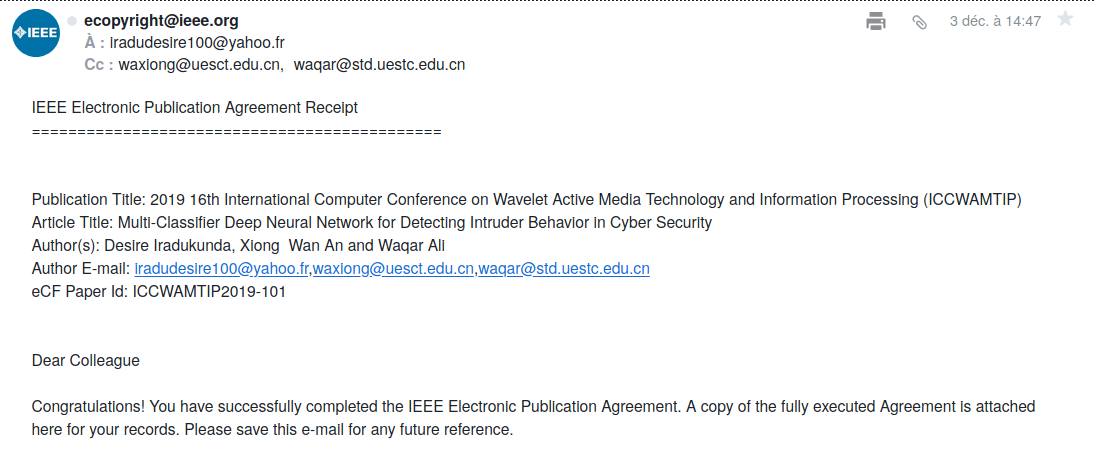 IEEE
ecopyright@ieee.org
3 déc. à 14:47
À : iradudesire100@yahoo.fr
Cc : waxiong@uesct.edu.cn, waqar@std.uestc.edu.cn
IEEE Electronic Publication Agreement Receipt
==============================================
Publication Title: 2019 16th International Computer Conference on Wavelet Active Media Technology and Information Processing (ICCWAMTIP)
Article Title: Multi-Classifier Deep Neural Network for Detecting Intruder Behavior in Cyber Security
Author(s): Desire Iradukunda, Xiong  Wan An and Waqar Ali
Author E-mail: iradudesire100@yahoo.fr,waxiong@uesct.edu.cn,waqar@std.uestc.edu.cn
eCF Paper Id: ICCWAMTIP2019-101
Dear Colleague
Congratulations! You have successfully completed the IEEE Electronic Publication Agreement. A copy of the fully executed Agreement is attached
here for your records. Please save this e-mail for any future reference.